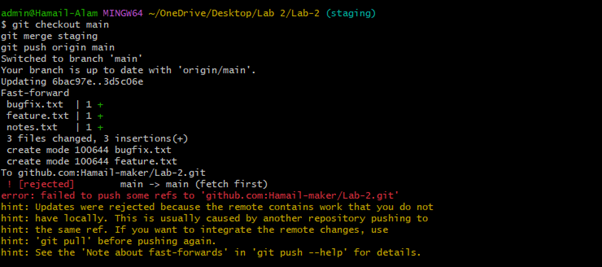 admin@Hamail-Alam MINGW64 ~/OneDrive/Desktop/Lab 2/Lab-2 (staging)
$ git checkout main
git merge staging
git push origin main
Switched to branch 'main'
Your branch is up to date with 'origin/main'.
Updating 6bac97e..3d5c06e
Fast-forward
 bugfix.txt  | 1 +
 feature.txt | 1 +
 notes.txt   | 1 +
 3 files changed, 3 insertions(+)
 create mode 100644 bugfix.txt
 create mode 100644 feature.txt
To github.com:Hamail-maker/Lab-2.git
 ! [rejected]        main -> main (fetch first)
error: failed to push some refs to 'github.com:Hamail-maker/Lab-2.git'
hint: Updates were rejected because the remote contains work that you do not
hint: have locally. This is usually caused by another repository pushing to
hint: the same ref. If you want to integrate the remote changes, use
hint: 'git pull' before pushing again.
hint: See the 'Note about fast-forwards' in 'git push --help' for details.